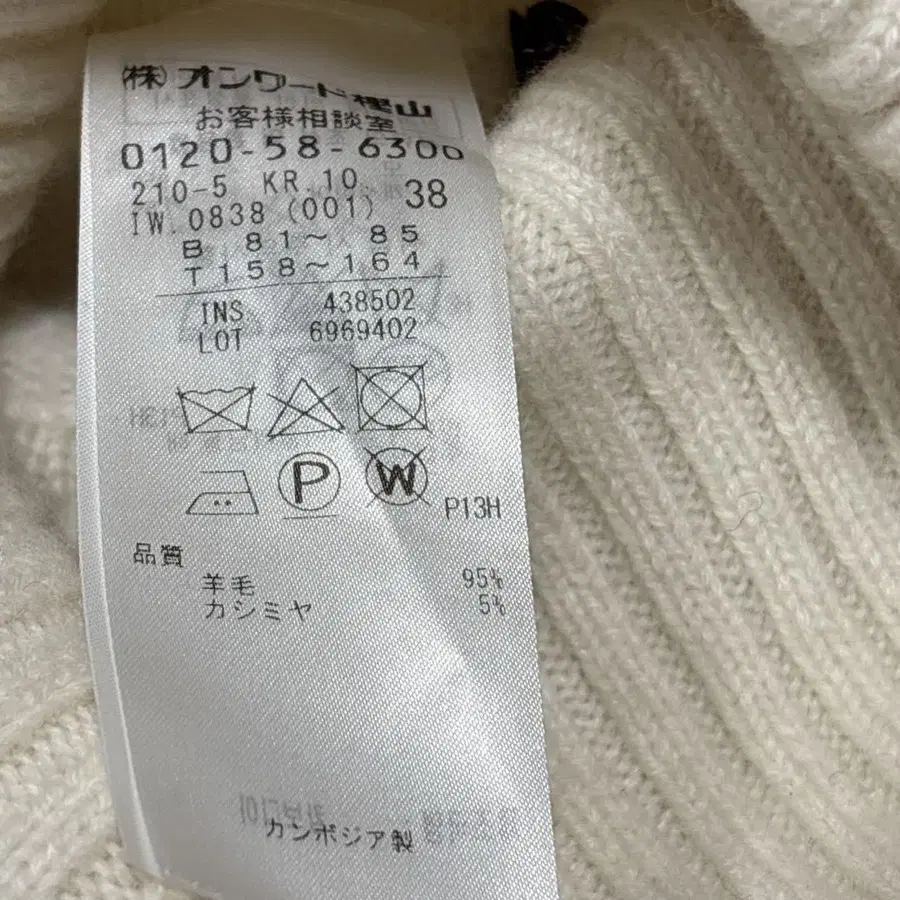 (株)オンワード樫山
お客様相談室
0120-58-6300
210-5 KR.10. 38
IW.0838 (001)
B 81～85
T 158～164
INS 438502
LOT 6969402
P W
P13H
品質
羊毛 95%
カシミヤ 5%
カンボジア製